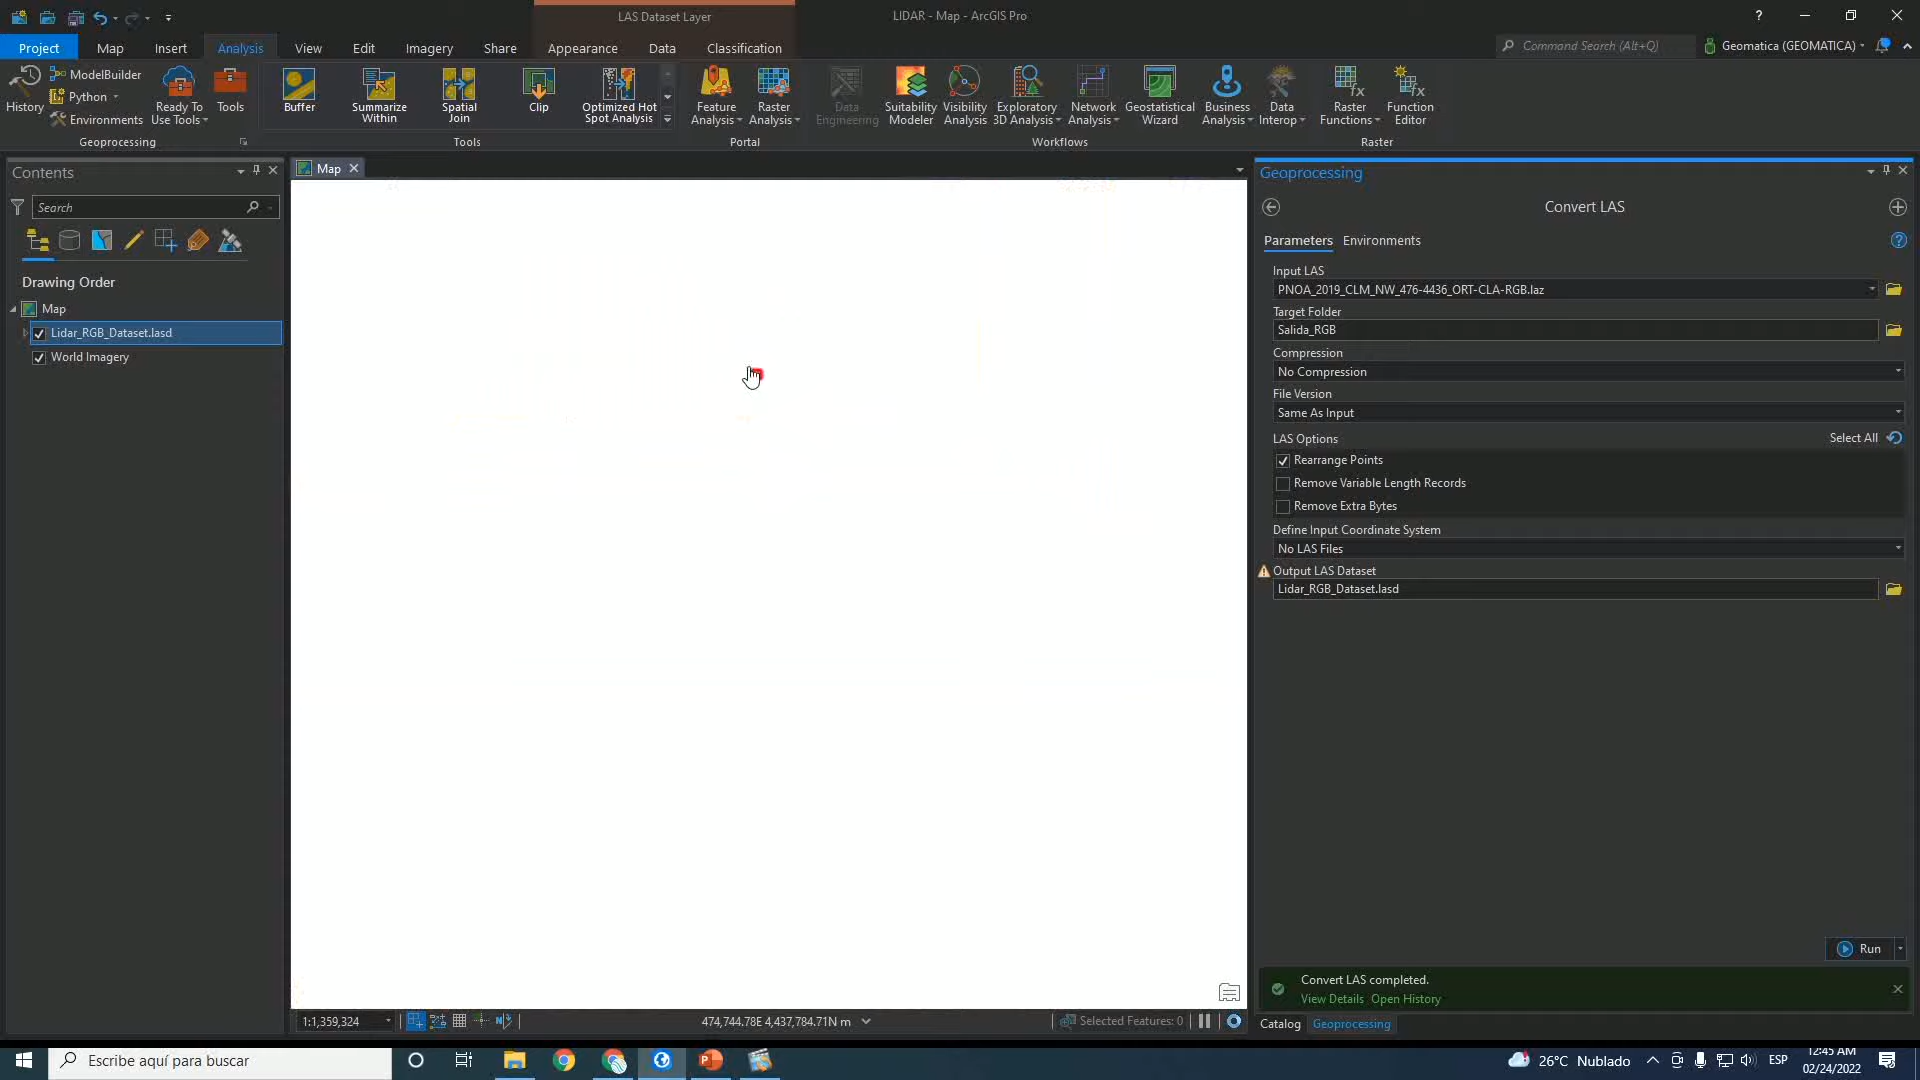 LAS Dataset Layer
LIDAR - Map - ArcGIS Pro
?
Project
Map
Insert
Analysis
View
Edit
Imagery
Share
Appearance
Data
Classification
Command Search (Alt+Q)
Geomatica (GEOMATICA)
History
ModelBuilder
Python
Environments
Ready To
Use Tools
Tools
Buffer
Summarize
Within
Spatial
Join
Clip
Optimized Hot
Spot Analysis
Feature
Analysis
Raster
Analysis
Data
Engineering
Suitability
Modeler
Visibility
Analysis
Exploratory
3D Analysis
Network
Analysis
Geostatistical
Wizard
Business
Analysis
Data
Interop
Raster
Functions
Function
Editor
Geoprocessing
Tools
Portal
Workflows
Raster
Contents
Search
Drawing Order
Map
Lidar_RGB_Dataset.lasd
World Imagery
Map
1:1,359,324
474,744.78E 4,437,784.71N m
Selected Features: 0
Geoprocessing
Convert LAS
Parameters Environments
Input LAS
PNOA_2019_CLM_NW_476-4436_ORT-CLA-RGB.laz
Target Folder
Salida_RGB
Compression
No Compression
File Version
Same As Input
LAS Options
Select All
Rearrange Points
Remove Variable Length Records
Remove Extra Bytes
Define Input Coordinate System
No LAS Files
Output LAS Dataset
Lidar_RGB_Dataset.lasd
Run
Convert LAS completed.
View Details Open History
Catalog Geoprocessing
Escribe aquí para buscar
26°C Nublado
ESP
12:45 AM
02/24/2022